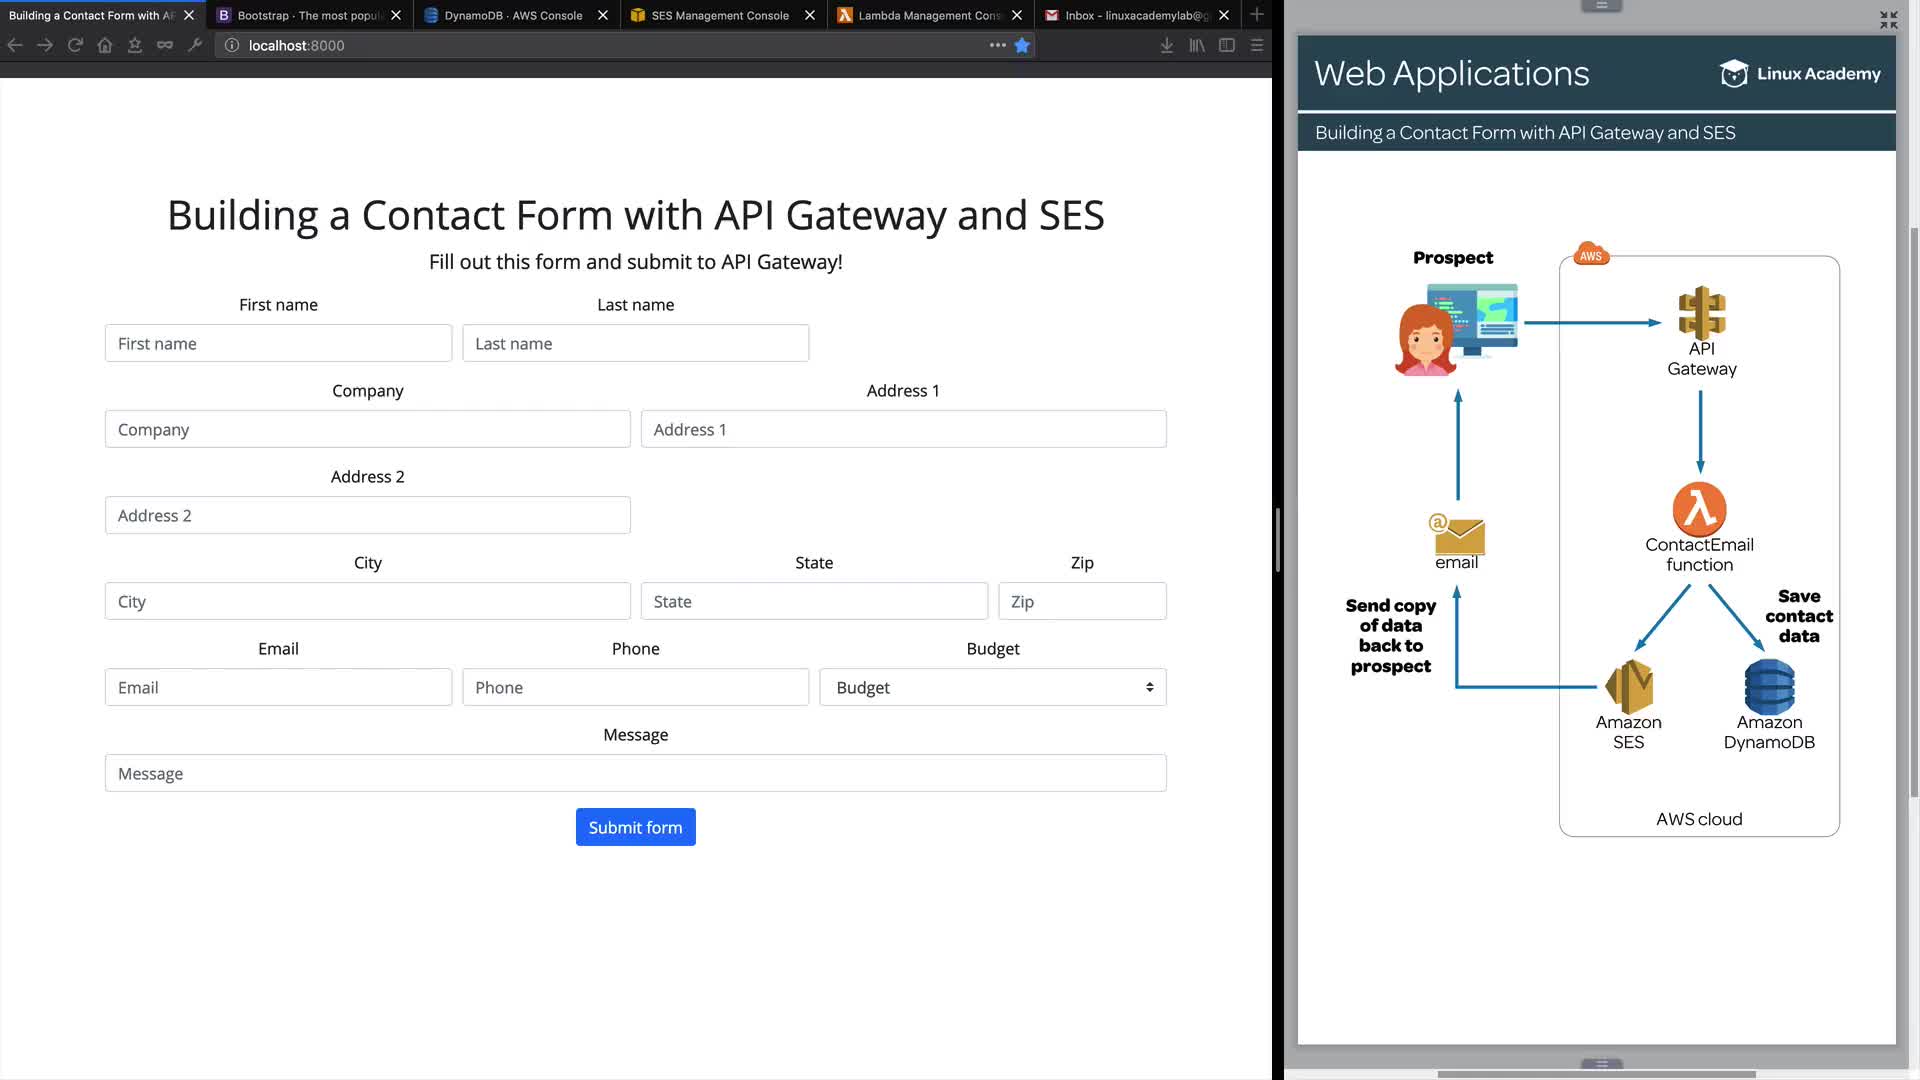 Building a Contact Form with AP
Bootstrap · The most popul
DynamoDB · AWS Console
SES Management Console
Lambda Management Cons
Inbox - linuxacademylab@g
localhost:8000
Building a Contact Form with API Gateway and SES
Fill out this form and submit to API Gateway!
First name
Last name
First name
Last name
Company
Address 1
Company
Address 1
Address 2
Address 2
City
State
Zip
City
State
Zip
Email
Phone
Budget
Email
Phone
Budget
Message
Message
Submit form
Web Applications
Linux Academy
Building a Contact Form with API Gateway and SES
Prospect
AWS
API
Gateway
ContactEmail
function
@
email
Send copy
of data
back to
prospect
Save
contact
data
Amazon
SES
Amazon
DynamoDB
AWS cloud